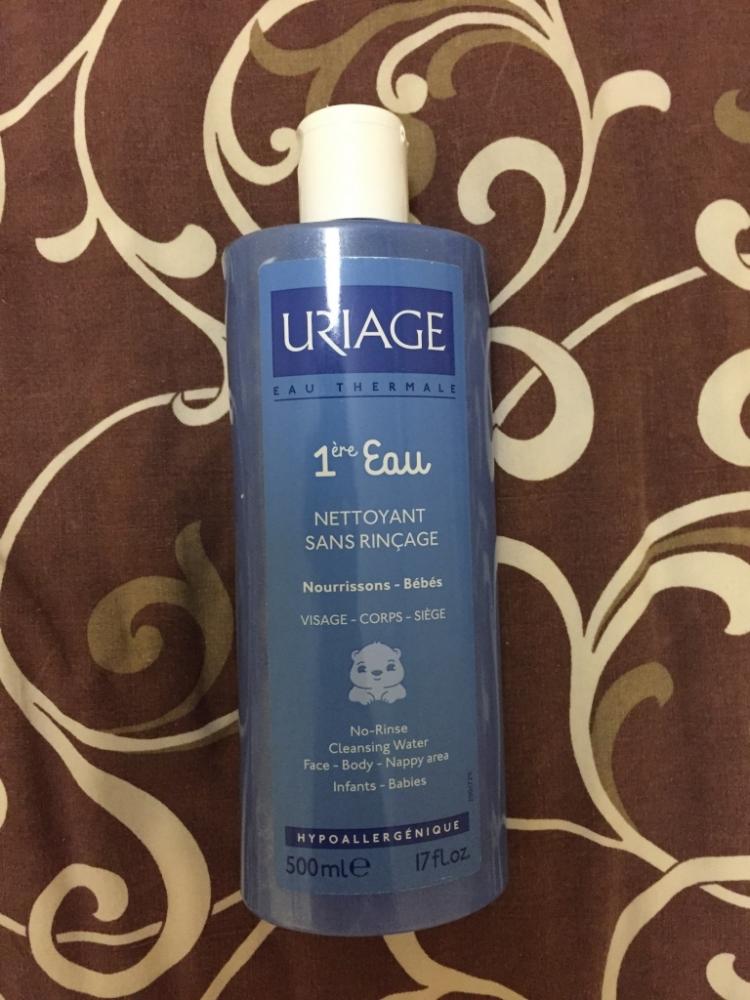 URIAGE
EAU THERMALE
1ère Eau
NETTOYANT
SANS RINÇAGE
Nourrissons - Bébés
VISAGE - CORPS - SIÈGE
No-Rinse
Cleansing Water
Face - Body - Nappy area
Infants - Babies
HYPOALLERGÉNIQUE
500ml℮ 17fl.oz